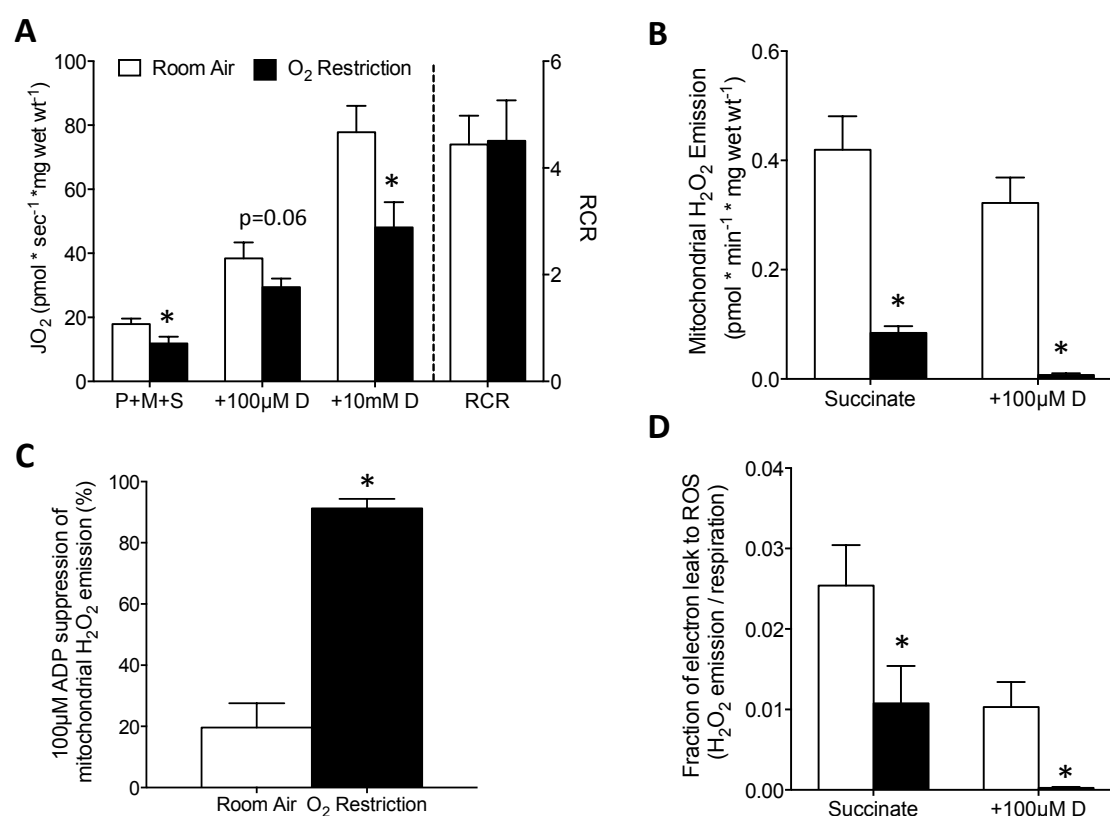 A
JO₂ (pmol * sec⁻¹ *mg wet wt⁻¹)
100
80
60
40
20
0
Room Air
O₂ Restriction
*
p=0.06
*
6
4
2
0
RCR
P+M+S
+100µM D
+10mM D
RCR
B
Mitochondrial H₂O₂ Emission
(pmol * min⁻¹ * mg wet wt⁻¹)
0.6
0.4
0.2
0.0
*
*
Succinate
+100µM D
C
100µM ADP suppression of
mitochondrial H₂O₂ emission (%)
100
80
60
40
20
0
*
Room Air
O₂ Restriction
D
Fraction of electron leak to ROS
(H₂O₂ emission / respiration)
0.04
0.03
0.02
0.01
0.00
*
*
Succinate
+100µM D